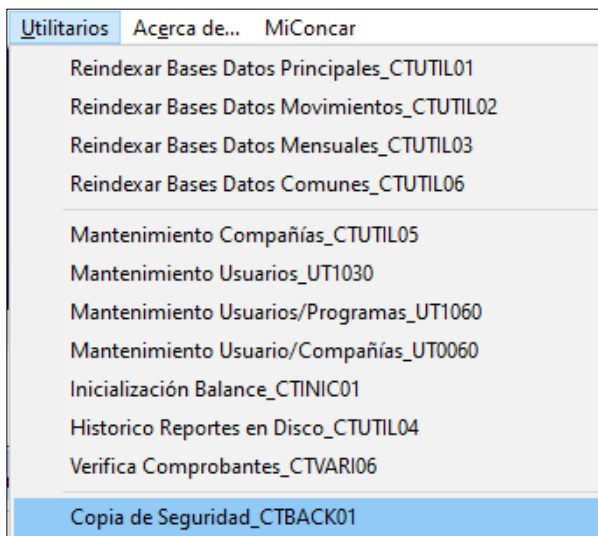 Utilitarios Acerca de... MiConcar
Reindexar Bases Datos Principales_CTUTIL01
Reindexar Bases Datos Movimientos_CTUTIL02
Reindexar Bases Datos Mensuales_CTUTIL03
Reindexar Bases Datos Comunes_CTUTIL06
Mantenimiento Compañías_CTUTIL05
Mantenimiento Usuarios_UT1030
Mantenimiento Usuarios/Programas_UT1060
Mantenimiento Usuario/Compañías_UT0060
Inicialización Balance_CTINIC01
Historico Reportes en Disco_CTUTIL04
Verifica Comprobantes_CTVARI06
Copia de Seguridad_CTBACK01